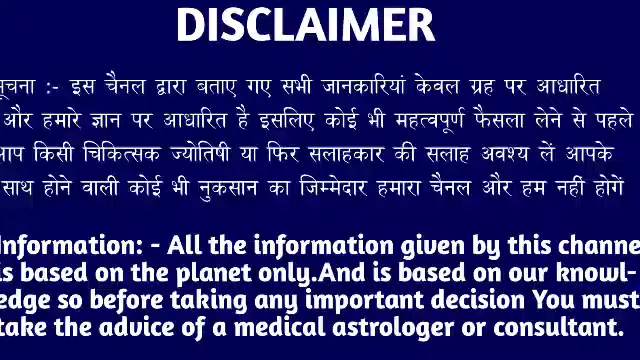 DISCLAIMER
सूचना :- इस चैनल द्वारा बताए गए सभी जानकारियां केवल ग्रह पर आधारित
और हमारे ज्ञान पर आधारित है इसलिए कोई भी महत्वपूर्ण फैसला लेने से पहले
आप किसी चिकित्सक ज्योतिषी या फिर सलाहकार की सलाह अवश्य लें आपके
साथ होने वाली कोई भी नुकसान का जिम्मेदार हमारा चैनल और हम नहीं होगें
Information: - All the information given by this channe
is based on the planet only.And is based on our knowl-
edge so before taking any important decision You must
take the advice of a medical astrologer or consultant.